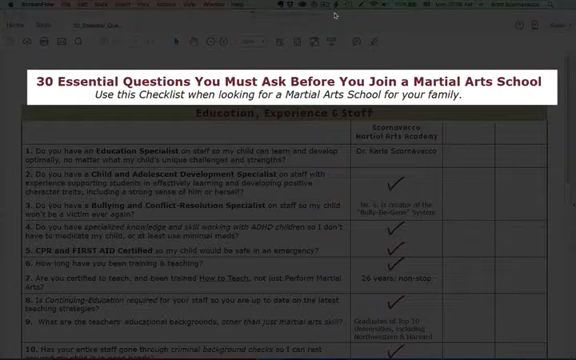 30 Essential Questions You Must Ask Before You Join a Martial Arts School
Use this Checklist when looking for a Martial Arts School for your family.
Education, Experience & Staff
Scornavacco
Martial Arts Academy
1. Do you have an Education Specialist on staff so my child can learn and develop
optimally, no matter what my child's unique challenges and strengths?
Dr. Karla Scornavacco
2. Do you have a Child and Adolescent Development Specialist on staff with
experience supporting students in effectively learning and developing positive
character traits, including a strong sense of him or herself?
3. Do you have a Bullying and Conflict-Resolution Specialist on staff so my child
won't be a victim ever again?
Mr. S. is creator of the
"Bully-Be-Gone" System
4. Do you have specialized knowledge and skill working with ADHD children so I don't
have to medicate my child, or at least use minimal meds?
5. CPR and FIRST AID Certified so my child would be safe in an emergency?
6. How long have you been training & teaching?
7. Are you certified to teach, and been trained How to Teach, not just Perform Martial
Arts?
26 years, non-stop
8. Is Continuing-Education required for your staff so you are up to date on the latest
teaching strategies?
9. What are the teachers' educational backgrounds, other than just martial arts skill?
Graduates of Top 50
Universities, including
Northwestern & Harvard
10. Has your entire staff gone through criminal background checks so I can rest